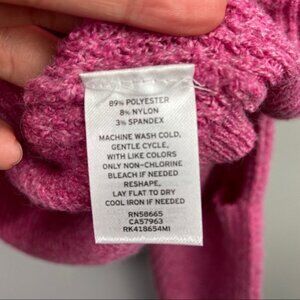 89% POLYESTER
8% NYLON
3% SPANDEX
MACHINE WASH COLD,
GENTLE CYCLE,
WITH LIKE COLORS
ONLY NON-CHLORINE
BLEACH IF NEEDED
RESHAPE,
LAY FLAT TO DRY
COOL IRON IF NEEDED
RN58665
CA57963
RK418654MI